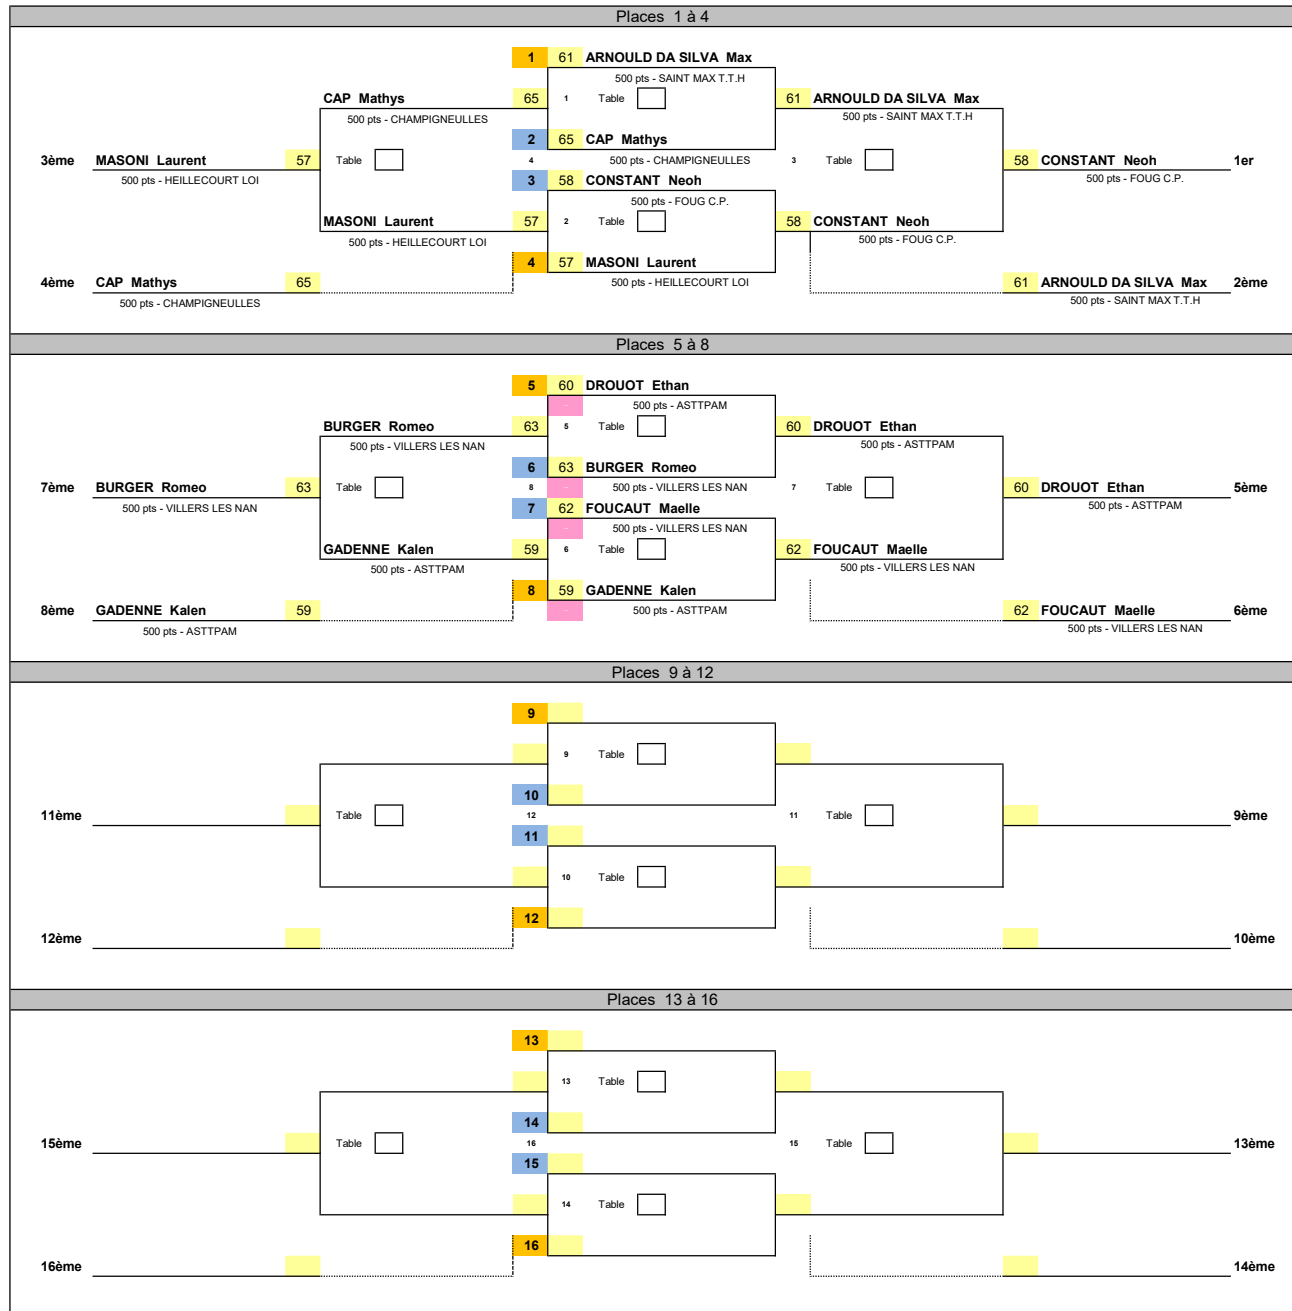 Places 1 à 4
1 61 ARNOULD DA SILVA Max
500 pts - SAINT MAX T.T.H
CAP Mathys 65 1 Table 61 ARNOULD DA SILVA Max
500 pts - CHAMPIGNEULLES 500 pts - SAINT MAX T.T.H
2 65 CAP Mathys
3ème MASONI Laurent 57 Table 4 500 pts - CHAMPIGNEULLES 3 Table 58 CONSTANT Neoh 1er
500 pts - HEILLECOURT LOI 3 58 CONSTANT Neoh 500 pts - FOUG C.P.
500 pts - FOUG C.P.
MASONI Laurent 57 2 Table 58 CONSTANT Neoh
500 pts - HEILLECOURT LOI 500 pts - FOUG C.P.
4 57 MASONI Laurent
4ème CAP Mathys 65 500 pts - HEILLECOURT LOI 61 ARNOULD DA SILVA Max 2ème
500 pts - CHAMPIGNEULLES 500 pts - SAINT MAX T.T.H
Places 5 à 8
5 60 DROUOT Ethan
500 pts - ASTTPAM
BURGER Romeo 63 5 Table 60 DROUOT Ethan
500 pts - VILLERS LES NAN 500 pts - ASTTPAM
6 63 BURGER Romeo
7ème BURGER Romeo 63 Table 8 500 pts - VILLERS LES NAN 7 Table 60 DROUOT Ethan 5ème
500 pts - VILLERS LES NAN 7 62 FOUCAUT Maelle 500 pts - ASTTPAM
500 pts - VILLERS LES NAN
GADENNE Kalen 59 6 Table 62 FOUCAUT Maelle
500 pts - ASTTPAM 500 pts - VILLERS LES NAN
8 59 GADENNE Kalen
8ème GADENNE Kalen 59 500 pts - ASTTPAM 62 FOUCAUT Maelle 6ème
500 pts - ASTTPAM 500 pts - VILLERS LES NAN
Places 9 à 12
9
9 Table
10
11ème Table 12 11 Table 9ème
11
10 Table
12
12ème 10ème
Places 13 à 16
13
13 Table
14
15ème Table 16 15 Table 13ème
15
14 Table
16
16ème 14ème